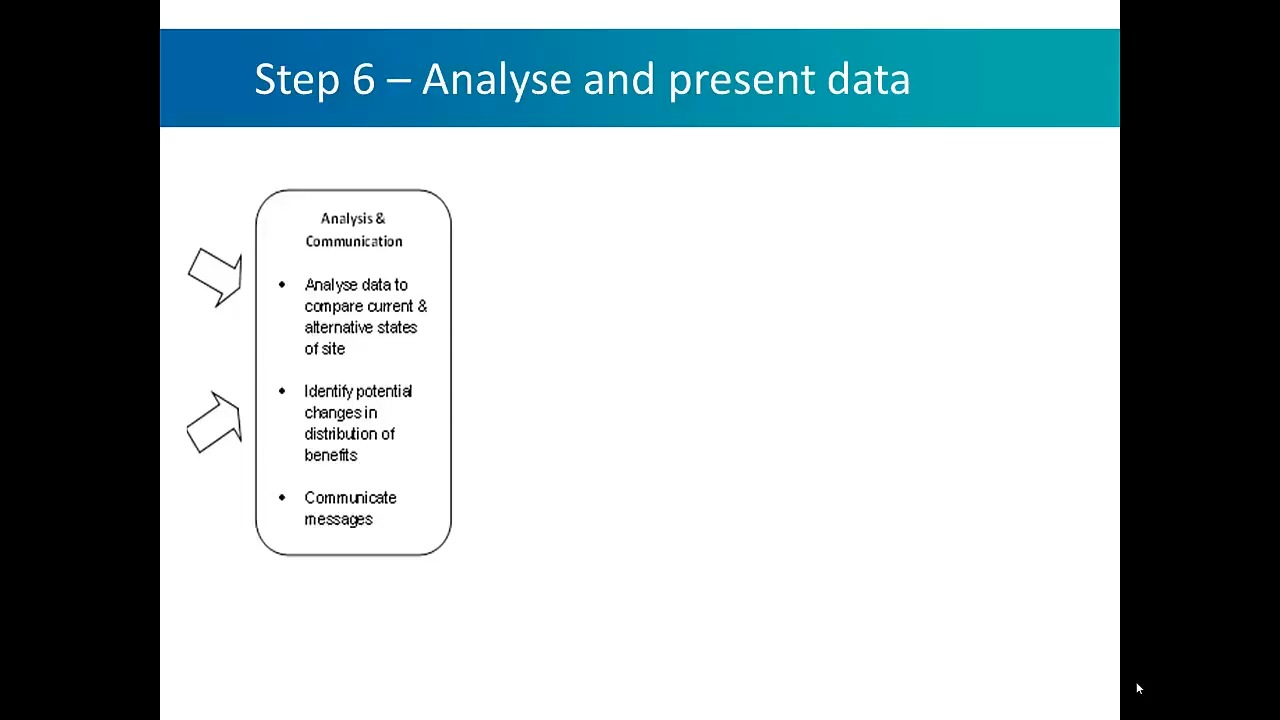 Step 6 – Analyse and present data
Analysis &
Communication
• Analyse data to
compare current &
alternative states
of site
• Identify potential
changes in
distribution of
benefits
• Communicate
messages